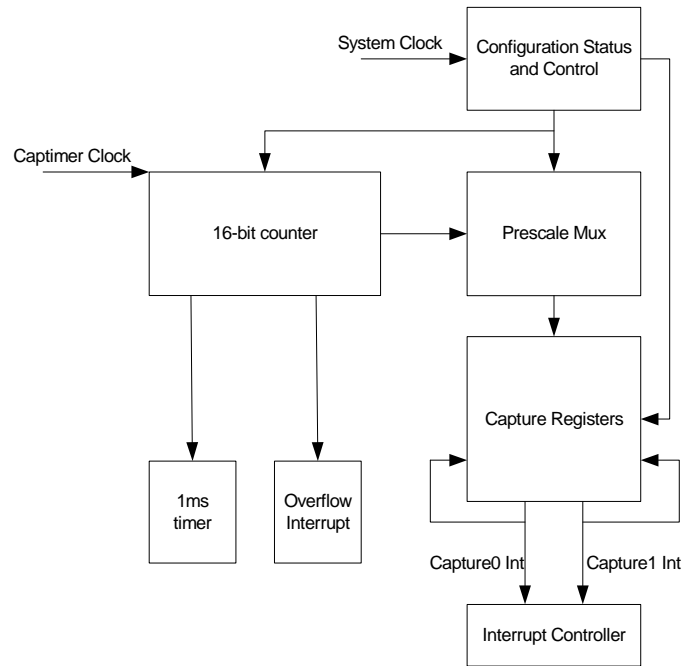 System Clock
Configuration Status
and Control
Captimer Clock
16-bit counter
Prescale Mux
Capture Registers
1ms
timer
Overflow
Interrupt
Capture0 Int
Capture1 Int
Interrupt Controller